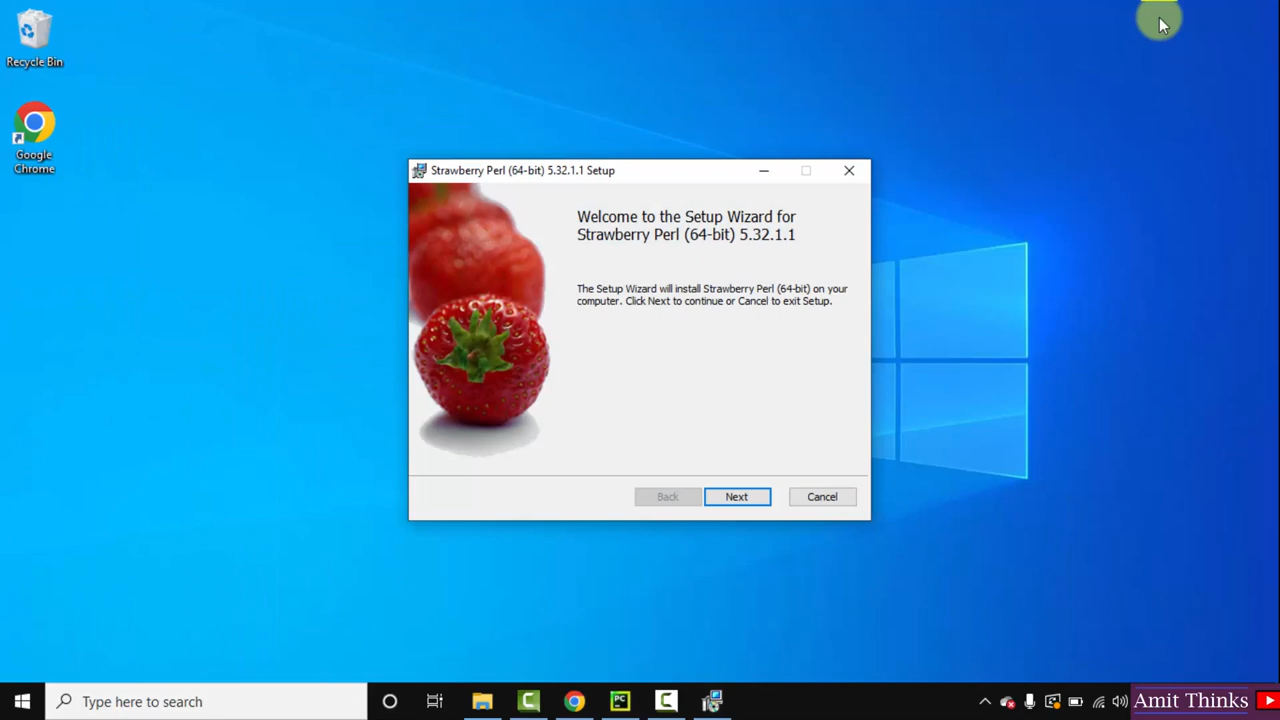 Recycle Bin
Google
Chrome
Strawberry Perl (64-bit) 5.32.1.1 Setup
Welcome to the Setup Wizard for
Strawberry Perl (64-bit) 5.32.1.1
The Setup Wizard will install Strawberry Perl (64-bit) on your
computer. Click Next to continue or Cancel to exit Setup.
Back
Next
Cancel
Type here to search
PC
Amit Thinks